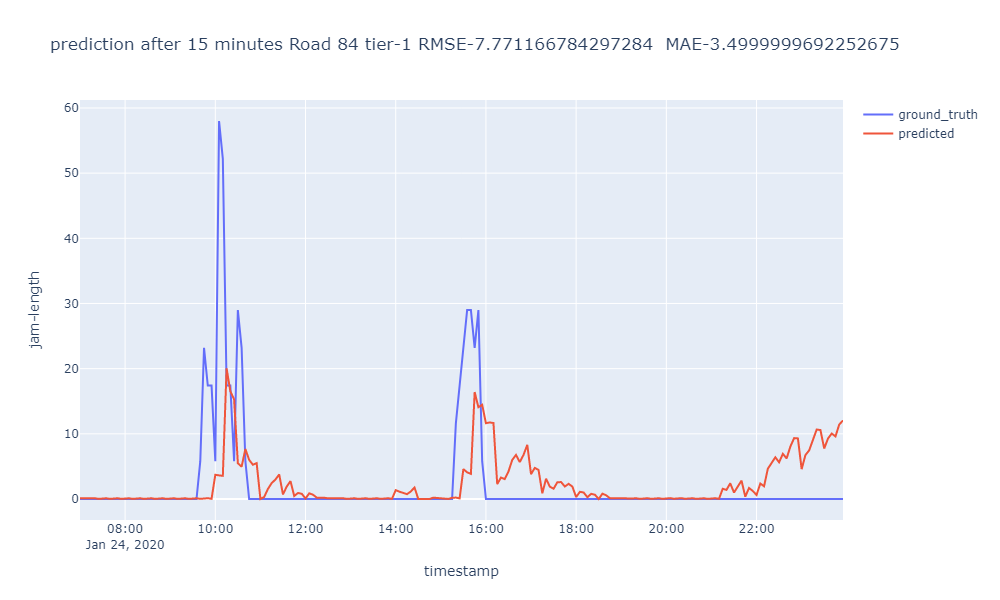 prediction after 15 minutes Road 84 tier-1 RMSE-7.771166784297284  MAE-3.4999999692252675
ground_truth
predicted
60
50
40
30
20
10
0
jam-length
08:00 10:00 12:00 14:00 16:00 18:00 20:00 22:00
Jan 24, 2020
timestamp